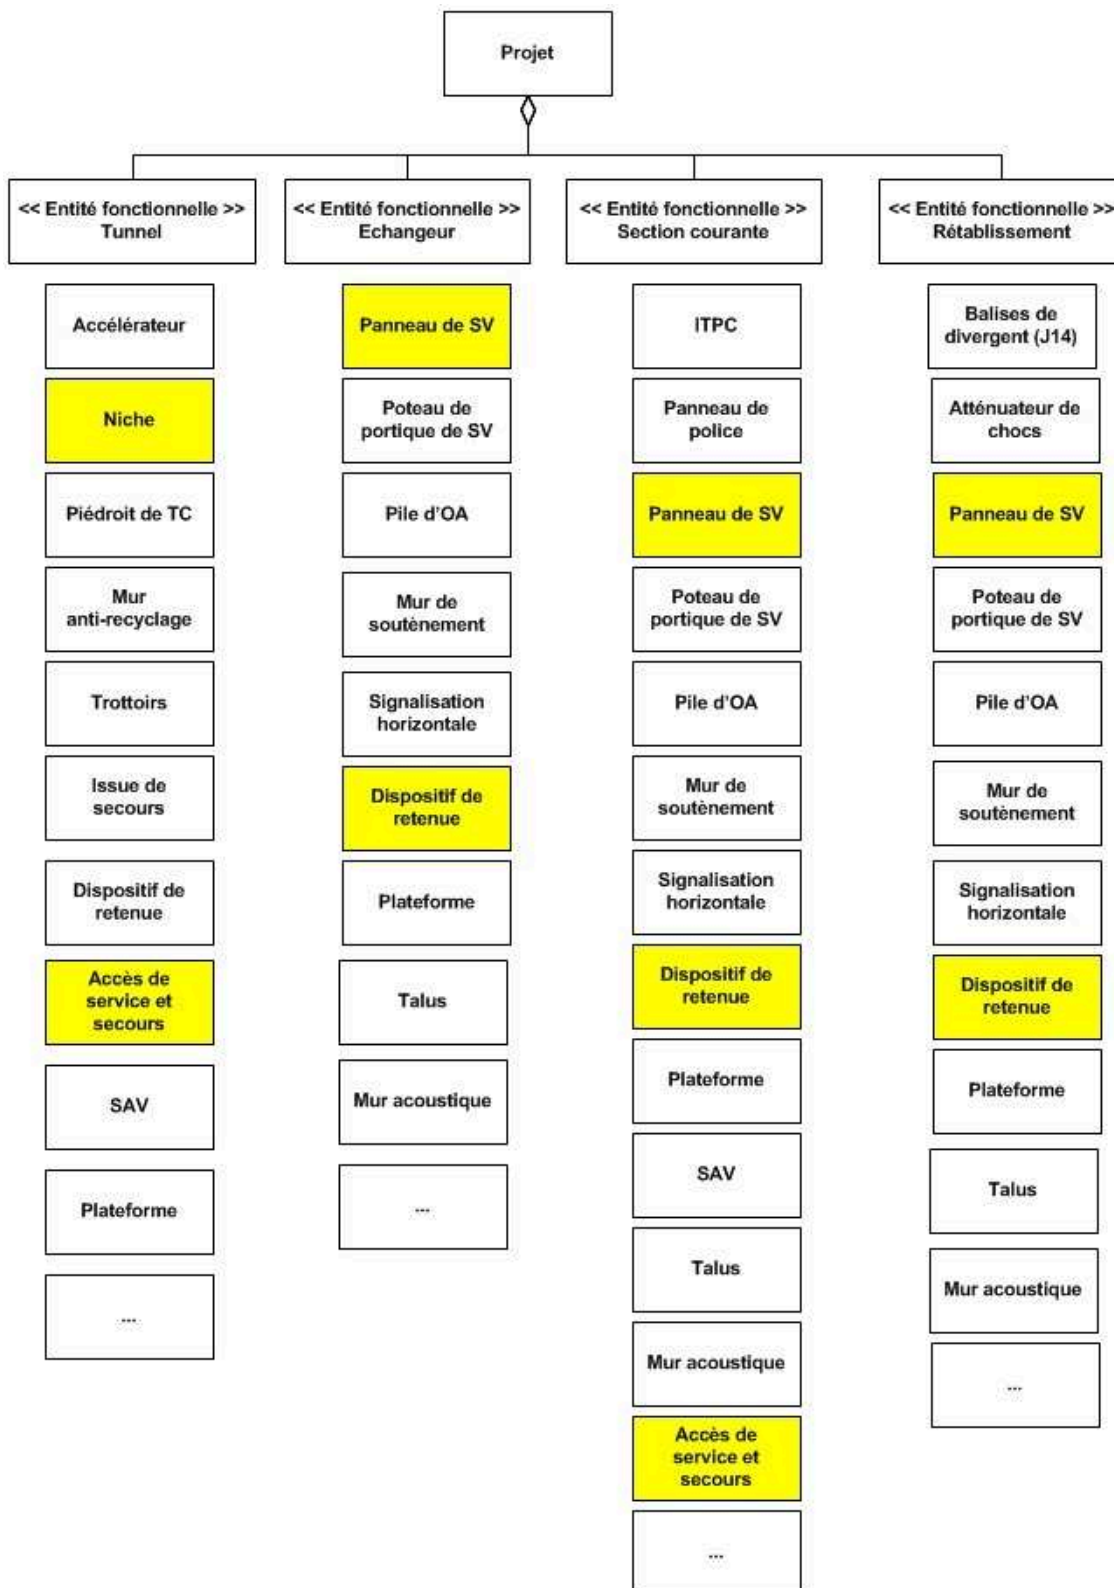 Projet
<< Entité fonctionnelle >>
Tunnel
<< Entité fonctionnelle >>
Echangeur
<< Entité fonctionnelle >>
Section courante
<< Entité fonctionnelle >>
Rétablissement
Accélérateur
Niche
Piédroit de TC
Mur
anti-recyclage
Trottoirs
Issue de
secours
Dispositif de
retenue
Accès de
service et
secours
SAV
Plateforme
...
Panneau de SV
Poteau de
portique de SV
Pile d'OA
Mur de
soutènement
Signalisation
horizontale
Dispositif de
retenue
Plateforme
Talus
Mur acoustique
...
ITPC
Panneau de
police
Panneau de SV
Poteau de
portique de SV
Pile d'OA
Mur de
soutènement
Signalisation
horizontale
Dispositif de
retenue
Plateforme
SAV
Talus
Mur acoustique
Accès de
service et
secours
...
Balises de
divergent (J14)
Atténuateur de
chocs
Panneau de SV
Poteau de
portique de SV
Pile d'OA
Mur de
soutènement
Signalisation
horizontale
Dispositif de
retenue
Plateforme
Talus
Mur acoustique
...